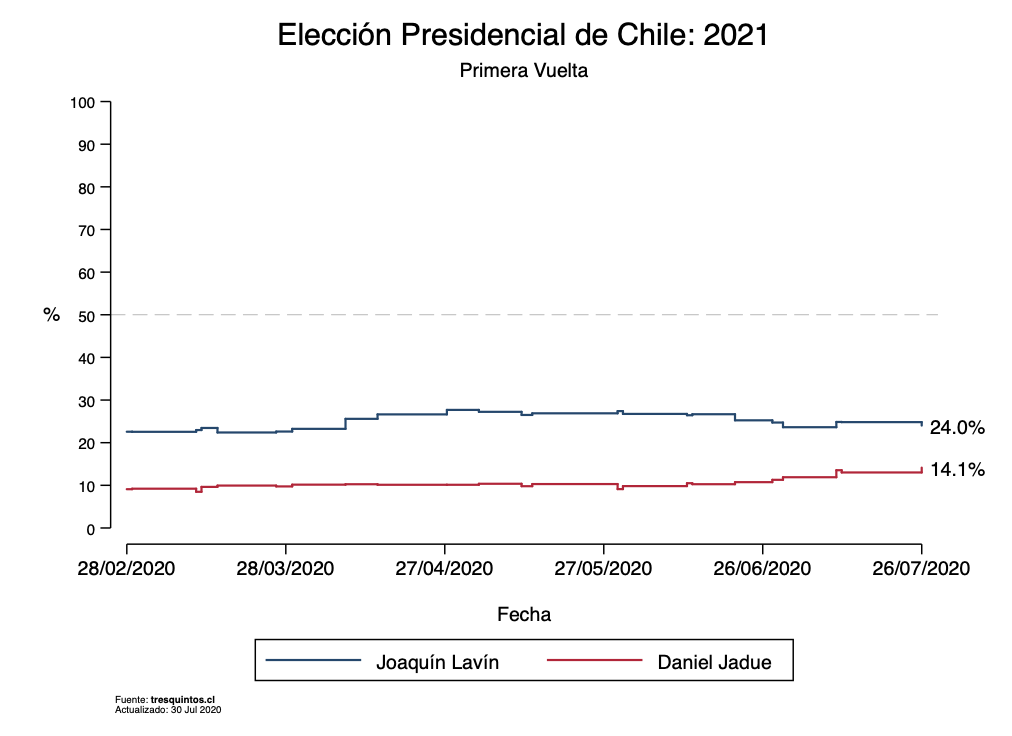 Elección Presidencial de Chile: 2021
Primera Vuelta
100
90
80
70
60
% 50
40
30
24.0%
20
14.1%
10
0
28/02/2020 28/03/2020 27/04/2020 27/05/2020 26/06/2020 26/07/2020
Fecha
Joaquín Lavín Daniel Jadue
Fuente: tresquintos.cl
Actualizado: 30 Jul 2020